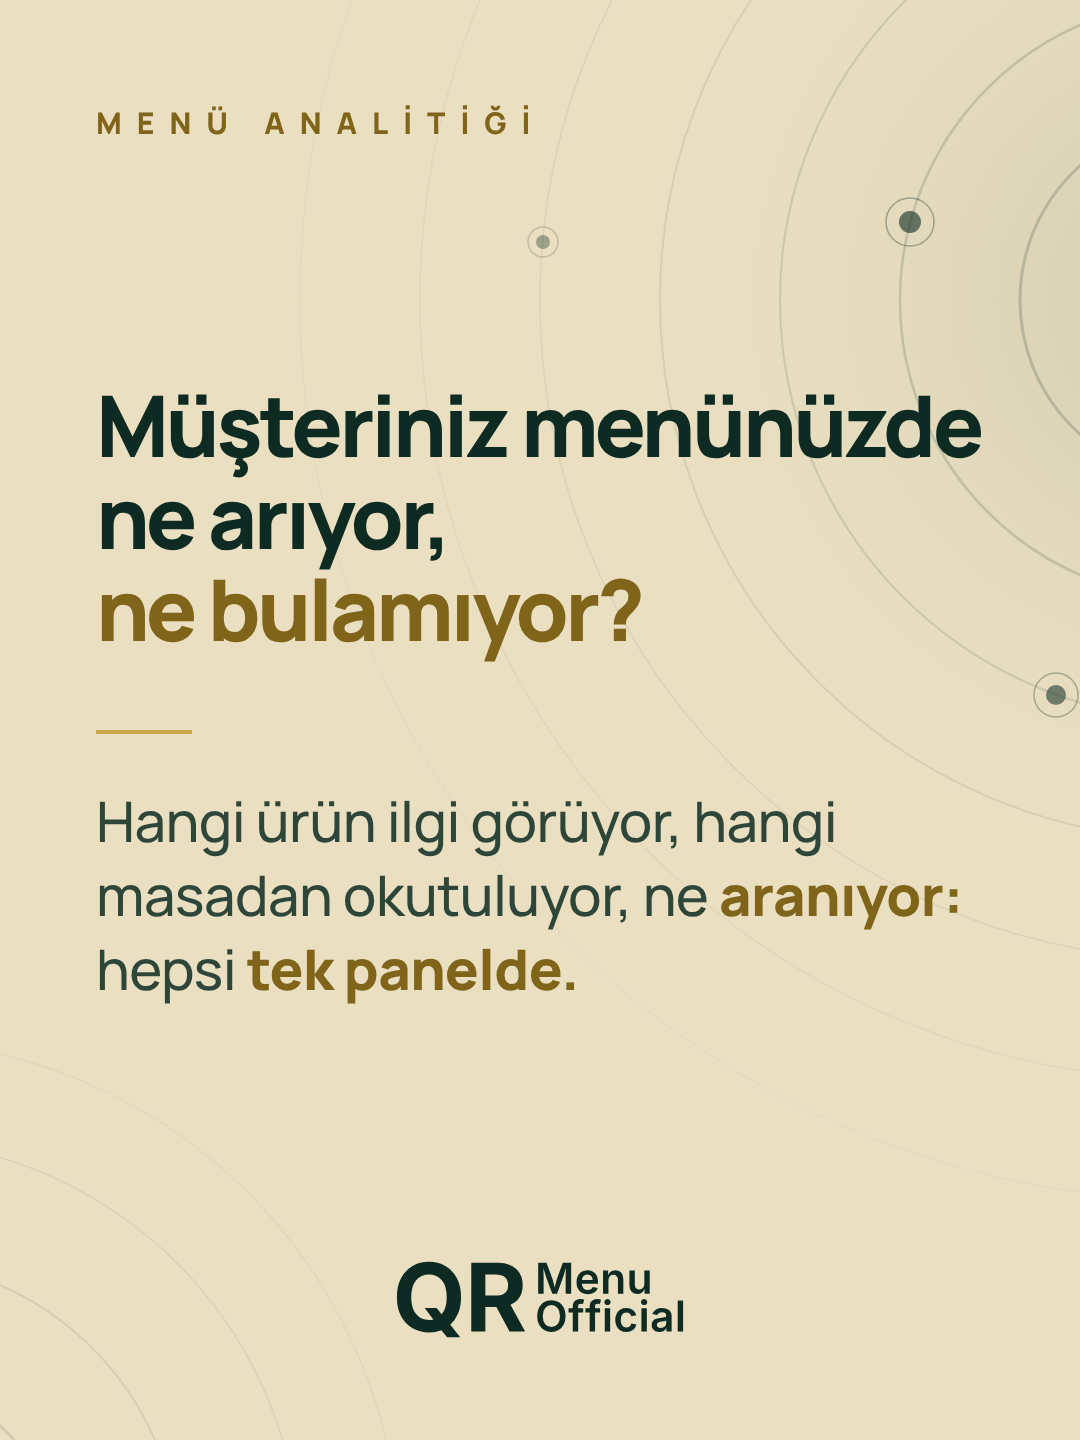 MENÜ ANALİTİĞİ
Müşteriniz menünüzde
ne arıyor,
ne bulamıyor?
Hangi ürün ilgi görüyor, hangi
masadan okutuluyor, ne aranıyor:
hepsi tek panelde.
QR Menu
Official